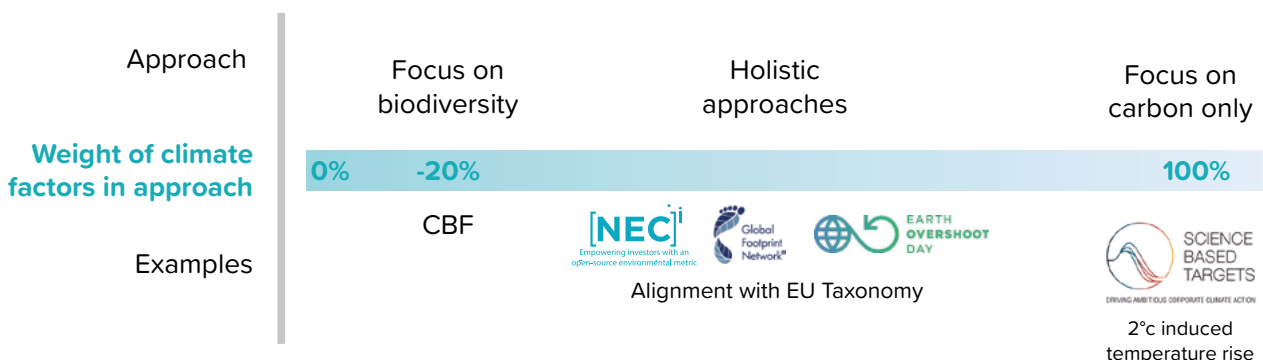 Approach
Focus on
biodiversity
Holistic
approaches
Focus on
carbon only
Weight of climate
factors in approach
0%
-20%
100%
Examples
CBF
[NEC]i
Empowering investors with an
open-source environmental metric
Global
Footprint
Network
EARTH
OVERSHOOT
DAY
Alignment with EU Taxonomy
SCIENCE
BASED
TARGETS
DRIVING AMBITIOUS CORPORATE CLIMATE ACTION
2°c induced
temperature rise